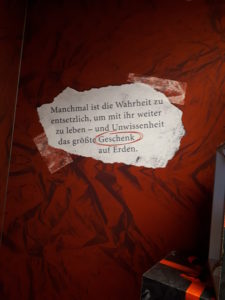 Manchmal ist die Wahrheit zu
entsetzlich, um mit ihr weiter
zu leben – und Unwissenheit
das größte Geschenk
auf Erden.